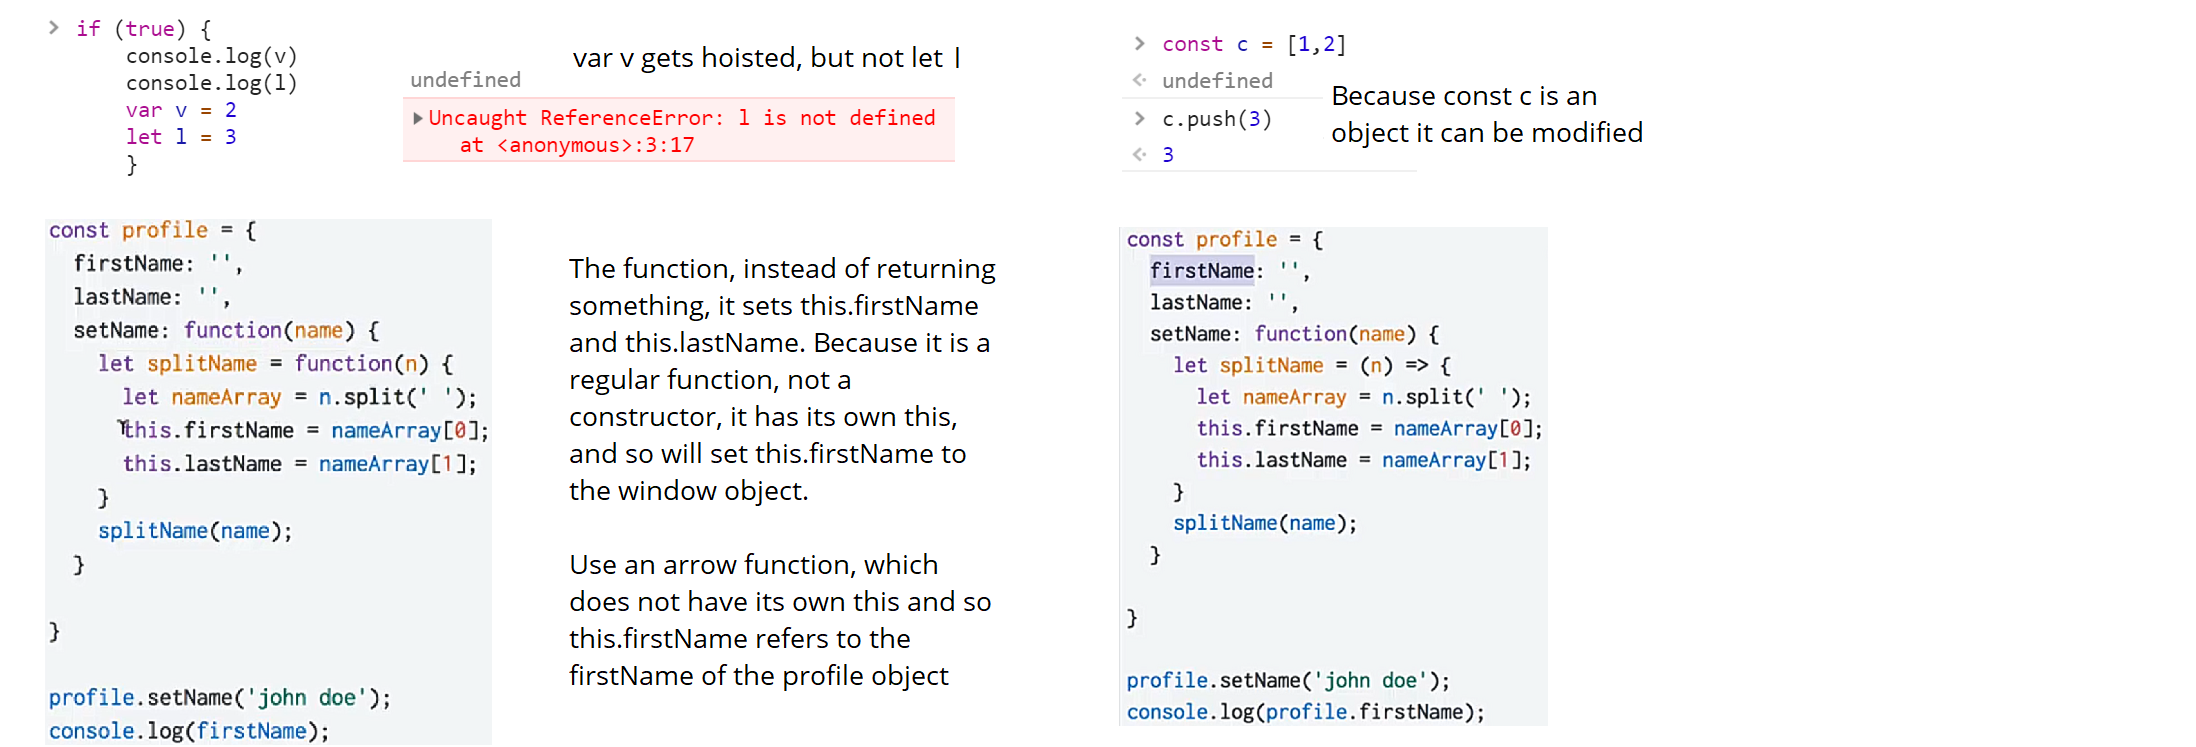 > if (true) {
console.log(v)
console.log(l)
var v = 2
let l = 3
}
undefined
Uncaught ReferenceError: l is not defined
at <anonymous>:3:17
var v gets hoisted, but not let l
> const c = [1,2]
undefined
> c.push(3)
3
Because const c is an
object it can be modified
const profile = {
firstName: '',
lastName: '',
setName: function(name) {
let splitName = function(n) {
let nameArray = n.split(' ');
this.firstName = nameArray[0];
this.lastName = nameArray[1];
}
splitName(name);
}
}
profile.setName('john doe');
console.log(firstName);
The function, instead of returning
something, it sets this.firstName
and this.lastName. Because it is a
regular function, not a
constructor, it has its own this,
and so will set this.firstName to
the window object.
Use an arrow function, which
does not have its own this and so
this.firstName refers to the
firstName of the profile object
const profile = {
firstName: '',
lastName: '',
setName: function(name) {
let splitName = (n) => {
let nameArray = n.split(' ');
this.firstName = nameArray[0];
this.lastName = nameArray[1];
}
splitName(name);
}
}
profile.setName('john doe');
console.log(profile.firstName);